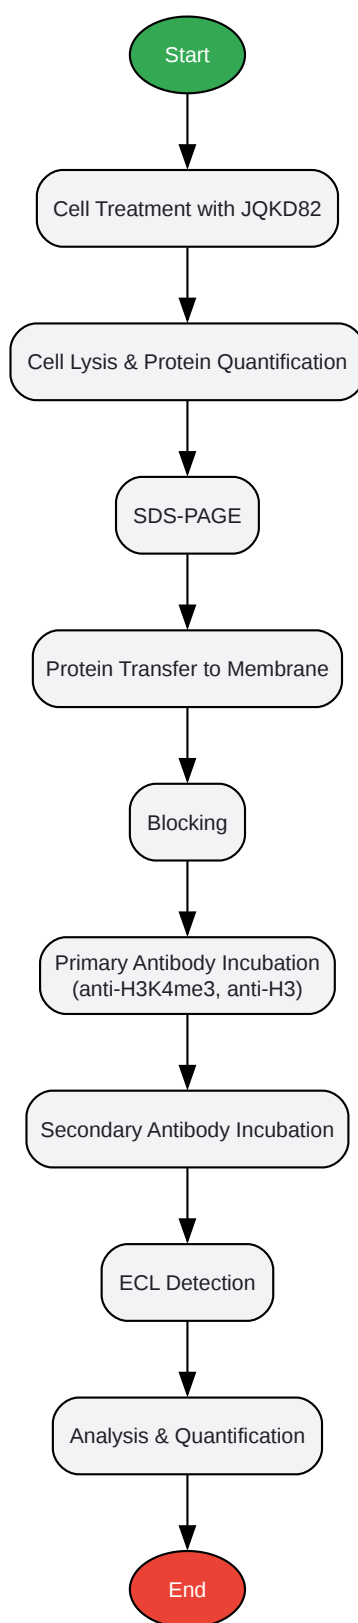 Start
Cell Treatment with JQKD82
Cell Lysis & Protein Quantification
SDS-PAGE
Protein Transfer to Membrane
Blocking
Primary Antibody Incubation
(anti-H3K4me3, anti-H3)
Secondary Antibody Incubation
ECL Detection
Analysis & Quantification
End